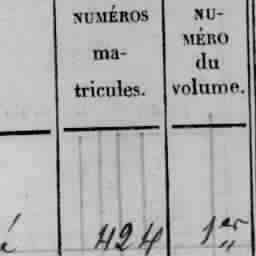 NUMÉROS
ma-
tricules.
NU-
MÉRO
du
volume.
é 424 1er